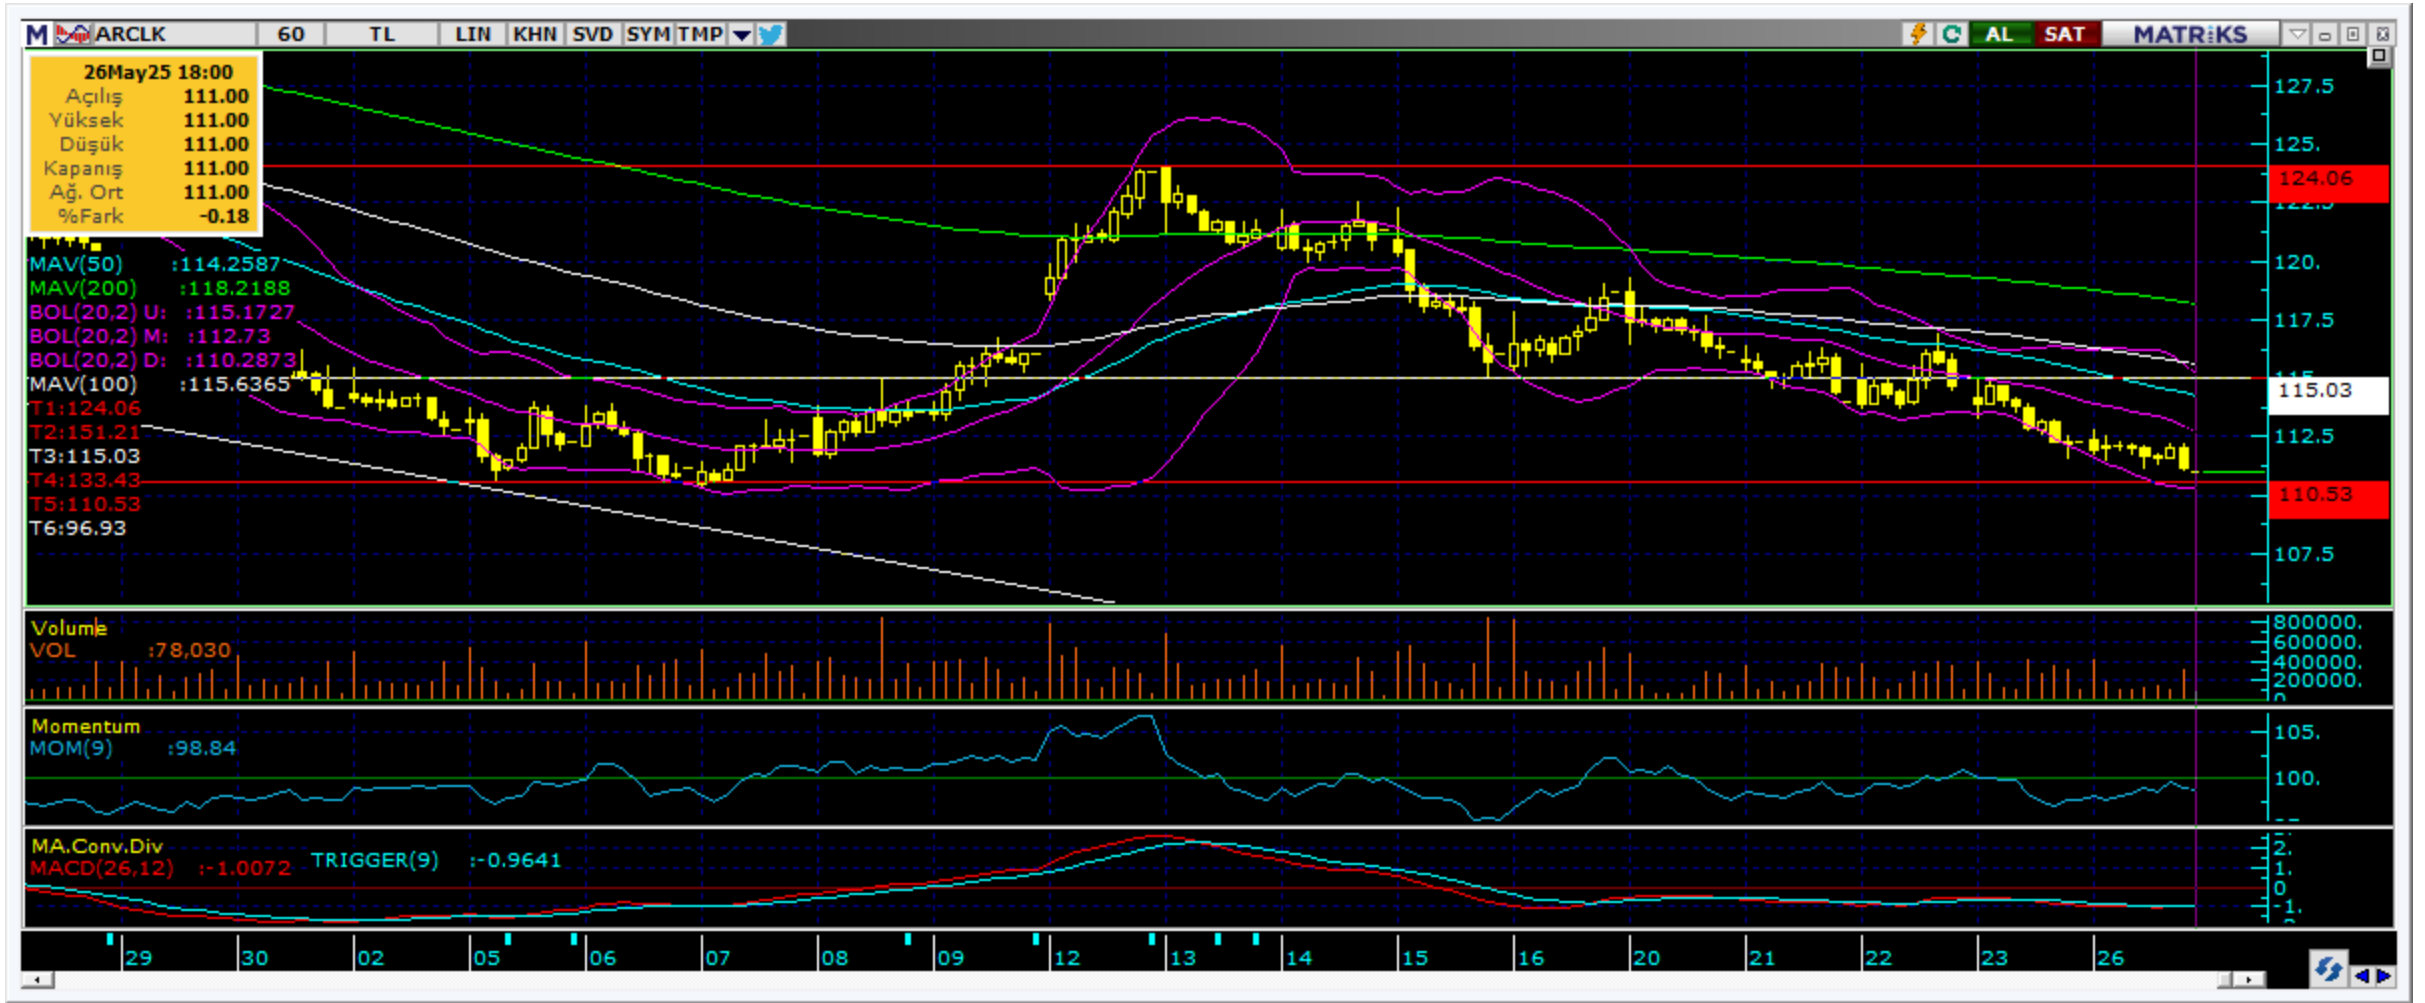 M ARCLK 60 TL LIN KHN SVD SYM TMP AL SAT MATRiKS
26May25 18:00
Açılış 111.00
Yüksek 111.00
Düşük 111.00
Kapanış 111.00
Ağ. Ort 111.00
%Fark -0.18
MAV(50) :114.2587
MAV(200) :118.2188
BOL(20,2) U: :115.1727
BOL(20,2) M: :112.73
BOL(20,2) D: :110.2873
MAV(100) :115.6365
T1:124.06
T2:151.21
T3:115.03
T4:133.43
T5:110.53
T6:96.93
127.5
125.
124.06
122.5
120.
117.5
115
115.03
112.5
110.53
107.5
Volume
VOL :78,030
800000.
600000.
400000.
200000.
0
Momentum
MOM(9) :98.84
105.
100.
MA.Conv.Div
MACD(26,12) :-1.0072 TRIGGER(9) :-0.9641
2.
1.
0
-1.
29 30 02 05 06 07 08 09 12 13 14 15 16 20 21 22 23 26